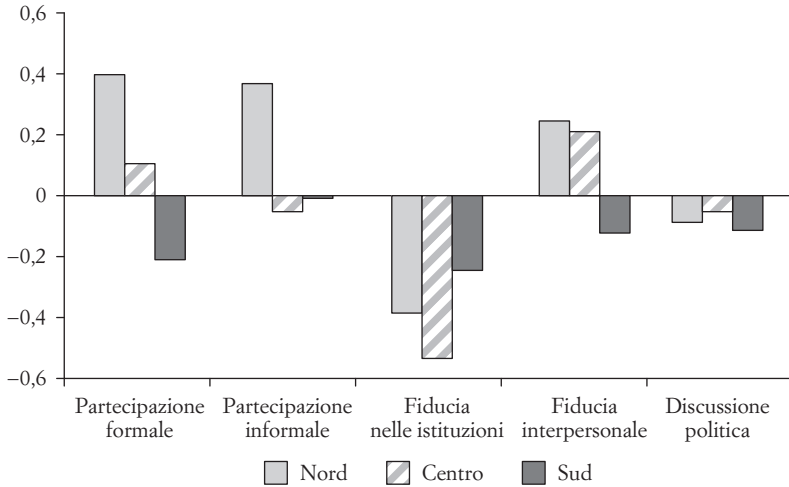 0,6
0,4
0,2
0
–0,2
–0,4
–0,6
Partecipazione
formale
Partecipazione
informale
Fiducia
nelle istituzioni
Fiducia
interpersonale
Discussione
politica
Nord
Centro
Sud